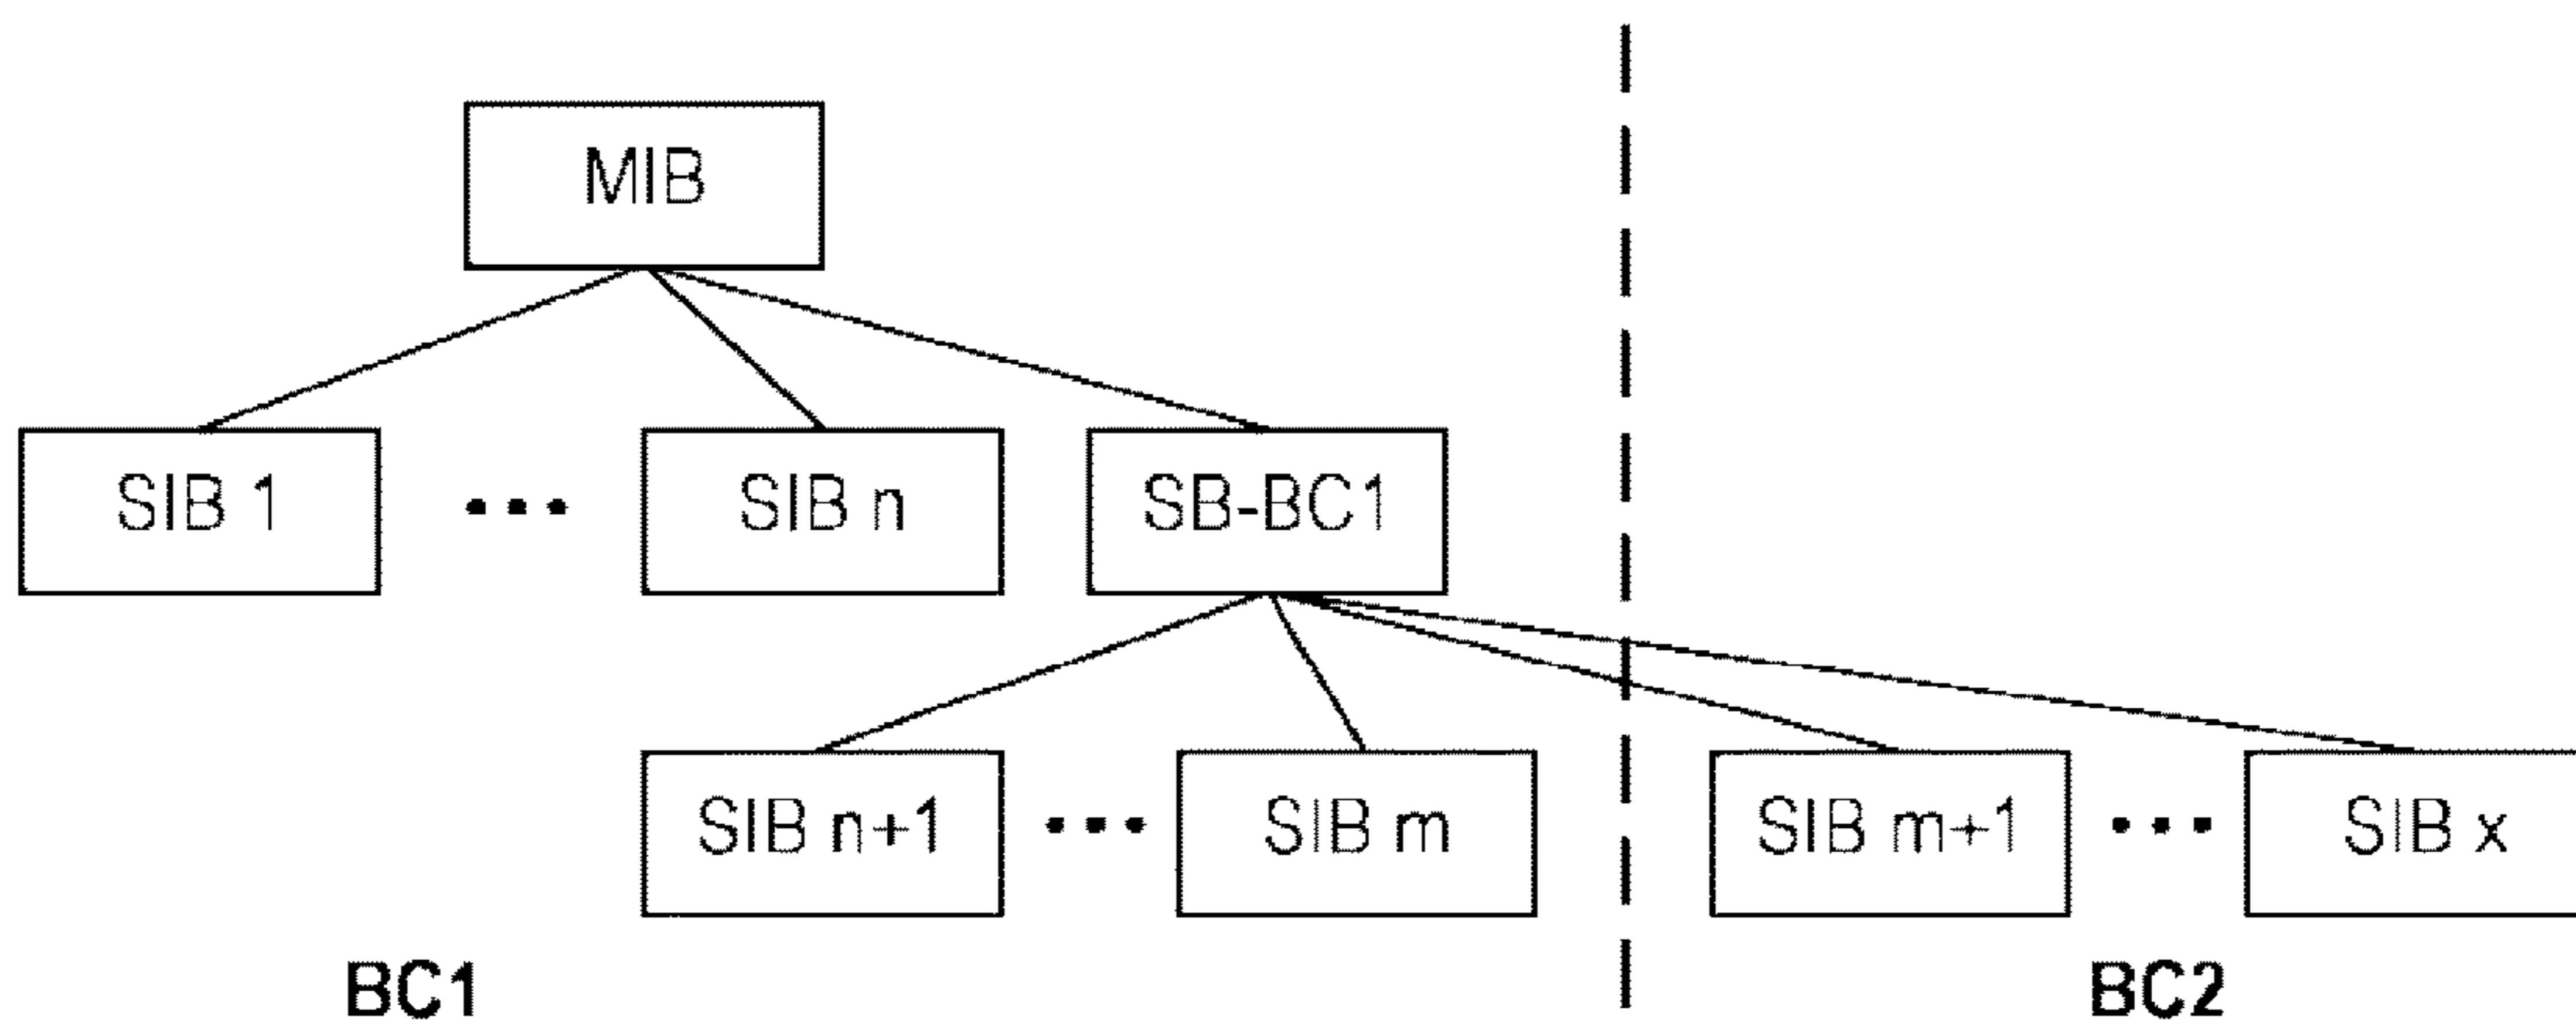 MIB
SIB 1 ... SIB n SB-BC1
SIB n+1 ... SIB m SIB m+1 ... SIB x
BC1 BC2